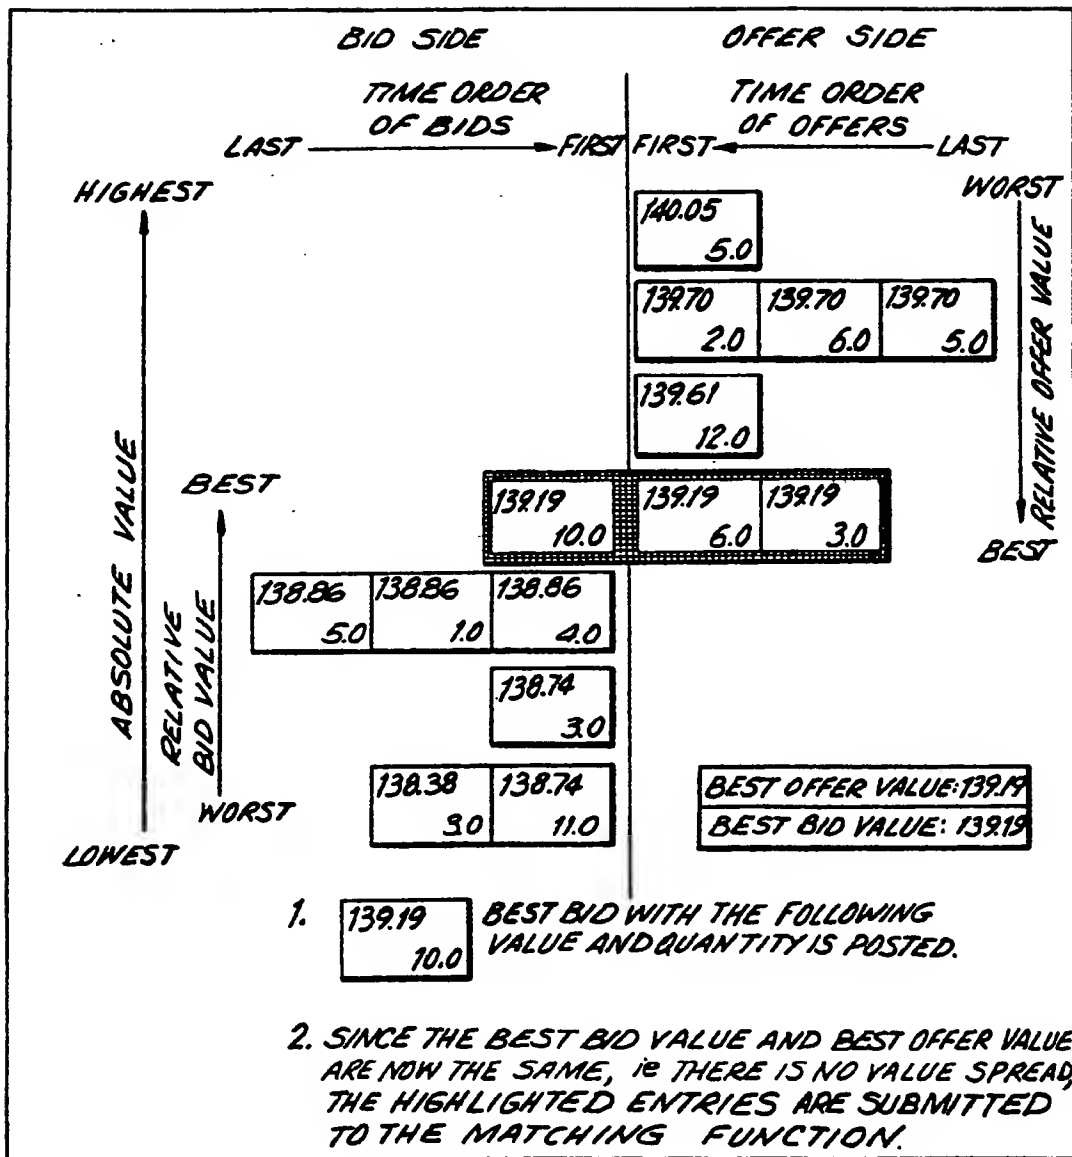 BID SIDE
OFFER SIDE
TIME ORDER
OF BIDS
TIME ORDER
OF OFFERS
LAST
FIRST
FIRST
LAST
HIGHEST
WORST
140.05
5.0
139.70 139.70 139.70
2.0 6.0 5.0
139.61
12.0
RELATIVE OFFER VALUE
BEST
139.19 139.19 139.19
10.0 6.0 3.0
BEST
ABSOLUTE VALUE
RELATIVE
BID VALUE
138.86 138.86 138.86
5.0 1.0 4.0
138.74
3.0
138.38 138.74
3.0 11.0
WORST
LOWEST
BEST OFFER VALUE: 139.19
BEST BID VALUE: 139.19
1. 139.19
10.0
BEST BID WITH THE FOLLOWING
VALUE AND QUANTITY IS POSTED.
2. SINCE THE BEST BID VALUE AND BEST OFFER VALUE
ARE NOW THE SAME, ie THERE IS NO VALUE SPREAD,
THE HIGHLIGHTED ENTRIES ARE SUBMITTED
TO THE MATCHING FUNCTION.